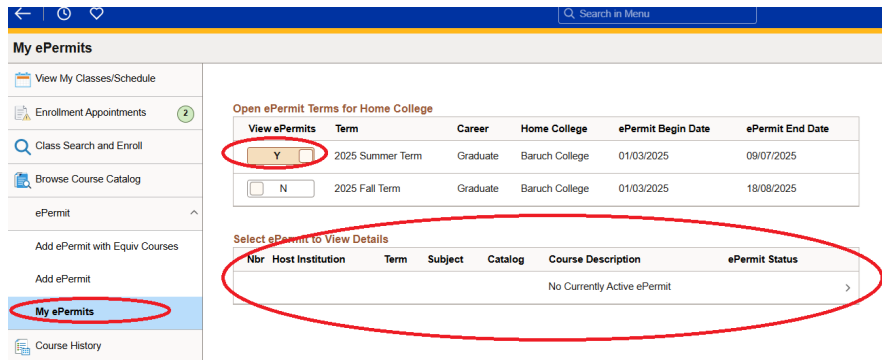 Search in Menu
My ePermits
View My Classes/Schedule
Enrollment Appointments 2
Class Search and Enroll
Browse Course Catalog
ePermit
Add ePermit with Equiv Courses
Add ePermit
My ePermits
Course History
Open ePermit Terms for Home College
View ePermits Term Career Home College ePermit Begin Date ePermit End Date
Y 2025 Summer Term Graduate Baruch College 01/03/2025 09/07/2025
N 2025 Fall Term Graduate Baruch College 01/03/2025 18/08/2025
Select ePermit to View Details
Nbr Host Institution Term Subject Catalog Course Description ePermit Status
No Currently Active ePermit